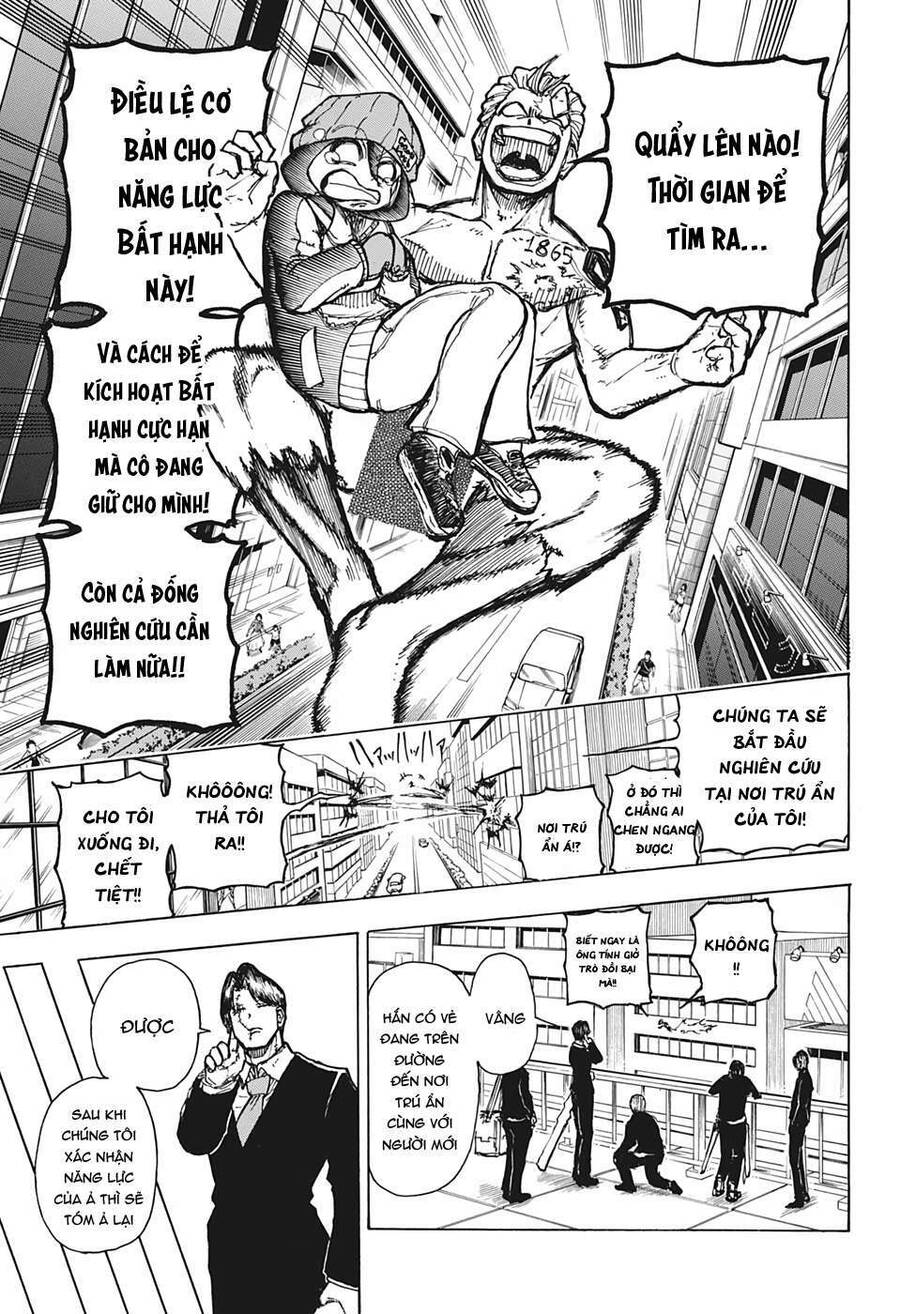 QUẨY LÊN NÀO!
THỜI GIAN ĐỂ
TÌM RA...
1865
ĐIỀU LỆ CƠ
BẢN CHO
NĂNG LỰC
BẤT HẠNH
NÀY!
VÀ CÁCH ĐỂ
KÍCH HOẠT BẤT
HẠNH CỰC HẠN
MÀ CÔ ĐANG
GIỮ CHO MÌNH!
CÒN CẢ ĐỐNG
NGHIÊN CỨU CẦN
LÀM NỮA!!
CHÚNG TA SẼ
BẮT ĐẦU
NGHIÊN CỨU
TẠI NƠI TRÚ ẨN
CỦA TÔI!
Ở ĐÓ THÌ
CHẲNG AI
CHEN NGANG
ĐƯỢC!
NƠI TRÚ
ẨN Á!?
KHÔÔÔNG!
THẢ TÔI
RA!!
CHO TÔI
XUỐNG ĐI,
CHẾT
TIỆT!!
KHÔÔNG
!!
BIẾT NGAY LÀ
ÔNG TÍNH GIỞ
TRÒ ĐỒI BẠI
MÀ!!
VÂNG
HẮN CÓ VẺ
ĐANG TRÊN
ĐƯỜNG
ĐẾN NƠI
TRÚ ẨN
CÙNG VỚI
NGƯỜI MỚI
ĐƯỢC
SAU KHI
CHÚNG TÔI
XÁC NHẬN
NĂNG LỰC
CỦA Ả THÌ SẼ
TÓM Ả LẠI